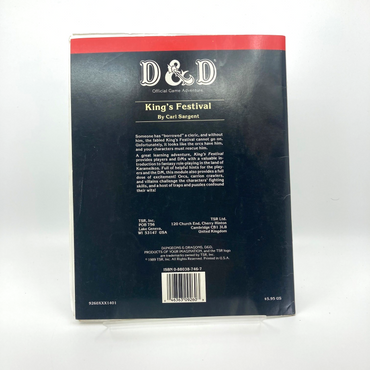 D&D
Official Game Adventure
King's Festival
By Carl Sargent
Someone has "borrowed" a cleric, and without
him, the fabled King's Festival cannot go on.
Unfortunately, it looks like the orcs have him,
and your characters must rescue him.
A great learning adventure, King's Festival
provides players and DMs with a valuable in-
troduction to fantasy role playing in the land of
Karameikos. Full of helpful hints for the play-
ers and the DM, this module also provides a full
dose of excitement! Orcs, carrion crawlers,
and villains challenge the characters' fighting
skills, and a host of traps and puzzles confound
their wits!
TSR, Inc.
POB 756
Lake Geneva,
WI 53147 USA
TSR Ltd.
120 Church End, Cherry Hinton
Cambridge CB1 3LB
United Kingdom
DUNGEONS & DRAGONS, D&D,
PRODUCTS OF YOUR IMAGINATION, and the TSR logo
are trademarks owned by TSR, Inc.
©1989 TSR, Inc. All Rights Reserved. Printed in U.S.A.
ISBN 0-88038-746-7
9260XXX1401
$5.95 US